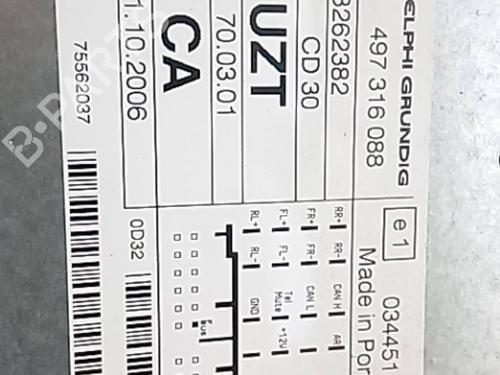 DELPHI GRUNDIG
497 316 088
e 1
034451
Made in Por
3262382
CD 30
UZT
70.03.01
CA
1.10.2006
75562037
0D32
RR+ RR- CAN H AR
FR+ FR- CAN L
FL+ FL- Tel Mute +12V
RL+ RL- GND
Bus
B-PARTS